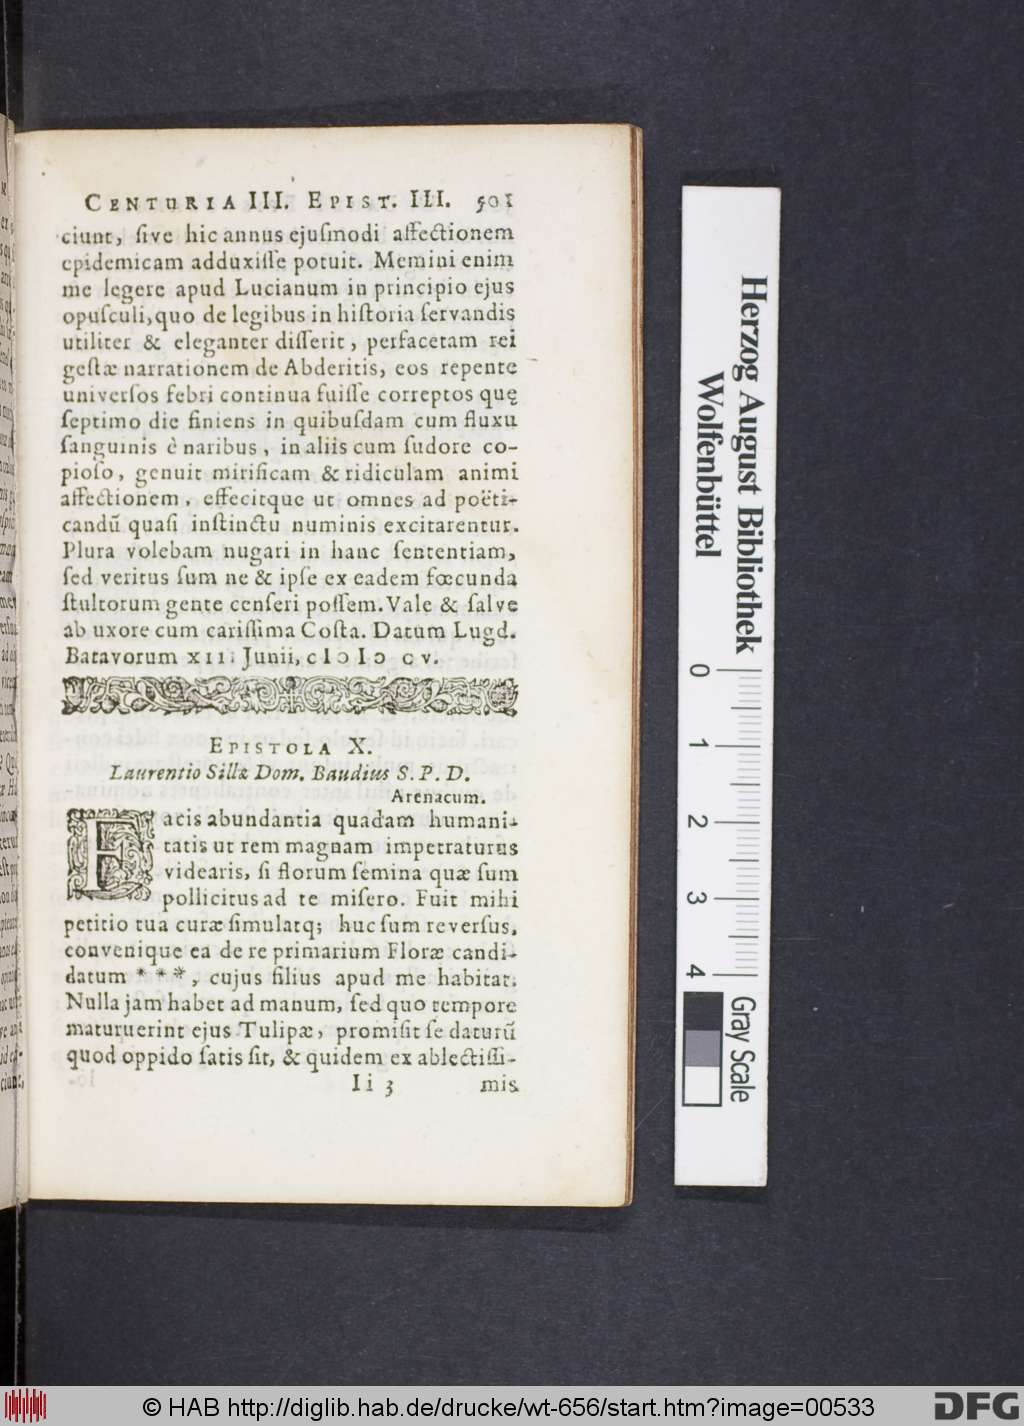 CENTURIA III. EPIST. III. 501
ciunt, ſive hic annus ejuſmodi affectionem
epidemicam adduxiſſe potuit. Memini enim
me legere apud Lucianum in principio ejus
opuſculi, quo de legibus in hiſtoria ſervandis
utiliter & eleganter diſſerit, perfacetam rei
geſtæ narrationem de Abderitis, eos repente
univerſos febri continua fuiſſe correptos quę
ſeptimo die finiens in quibuſdam cum fluxu
ſanguinis è naribus, in aliis cum ſudore co-
pioſo, genuit mirificam & ridiculam animi
affectionem, effecitque ut omnes ad poëti-
candũ quaſi inſtinctu numinis excitarentur.
Plura volebam nugari in hanc ſententiam,
ſed veritus ſum ne & ipſe ex eadem fœcunda
ſtultorum gente cenſeri poſſem. Vale & ſalve
ab uxore cum cariſſima Coſta. Datum Lugd.
Batavorum XII. Junii, cIↄ Iↄ c v.
EPISTOLA X.
Laurentio Sillæ Dom. Baudius S. P. D.
Arenacum.
Facis abundantia quadam humani-
tatis ut rem magnam impetraturus
videaris, ſi florum ſemina quæ ſum
pollicitus ad te miſero. Fuit mihi
petitio tua curæ ſimulatq; huc ſum reverſus,
convenique ea de re primarium Floræ candi-
datum ***, cujus filius apud me habitat.
Nulla jam habet ad manum, ſed quo tempore
maturuerint ejus Tulipæ, promiſit ſe daturũ
quod oppido ſatis ſit, & quidem ex ablectiſſi-
Ii 3 mis
Herzog August Bibliothek
Wolfenbüttel
0 1 2 3 4
Gray Scale
© HAB http://diglib.hab.de/drucke/wt-656/start.htm?image=00533
DFG